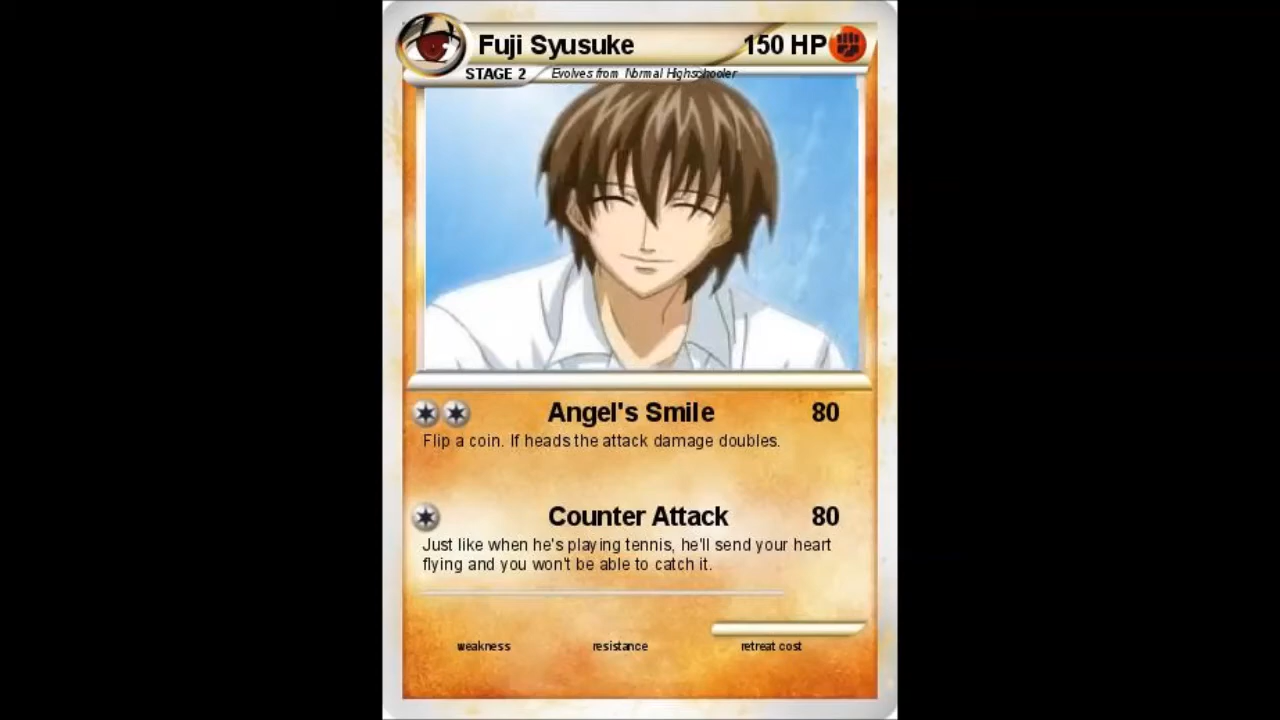 Fuji Syusuke 150 HP
STAGE 2 Evolves from Normal Highschooler
Angel's Smile 80
Flip a coin. If heads the attack damage doubles.
Counter Attack 80
Just like when he's playing tennis, he'll send your heart
flying and you won't be able to catch it.
weakness resistance retreat cost